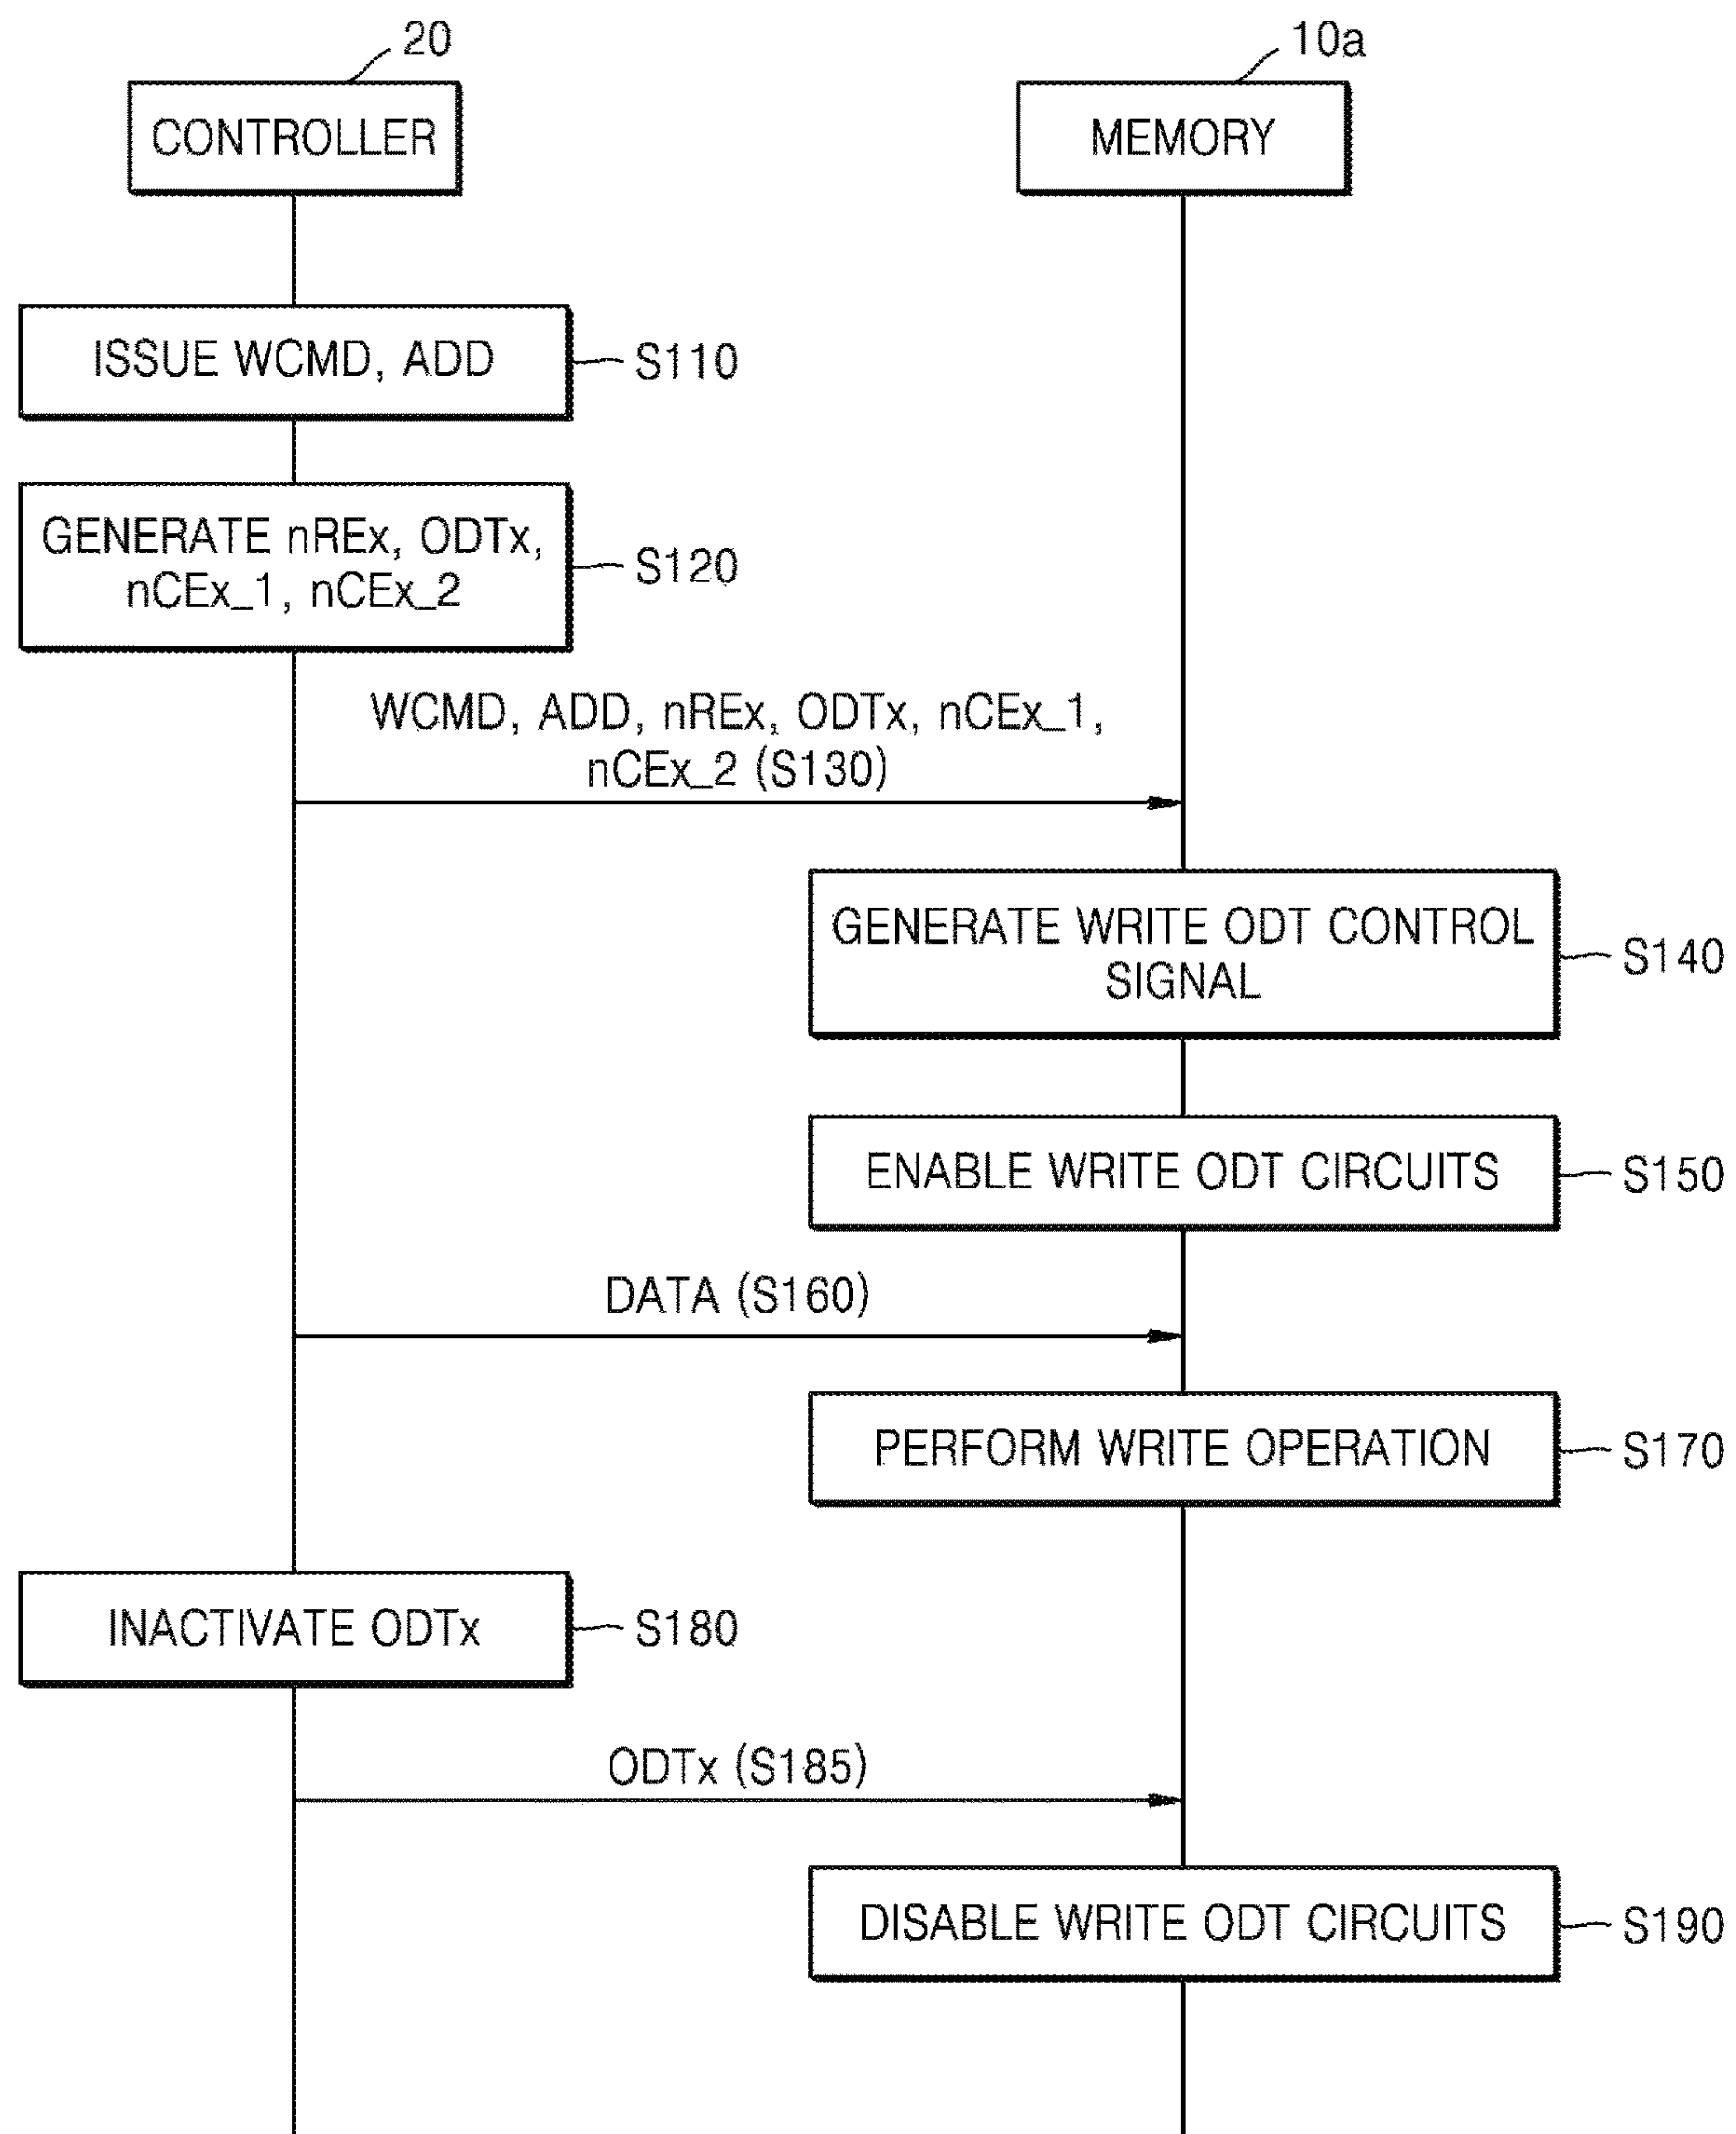 20
10a
CONTROLLER
MEMORY
ISSUE WCMD, ADD
S110
GENERATE nREx, ODTx,
nCEx_1, nCEx_2
S120
WCMD, ADD, nREx, ODTx, nCEx_1,
nCEx_2 (S130)
GENERATE WRITE ODT CONTROL
SIGNAL
S140
ENABLE WRITE ODT CIRCUITS
S150
DATA (S160)
PERFORM WRITE OPERATION
S170
INACTIVATE ODTx
S180
ODTx (S185)
DISABLE WRITE ODT CIRCUITS
S190